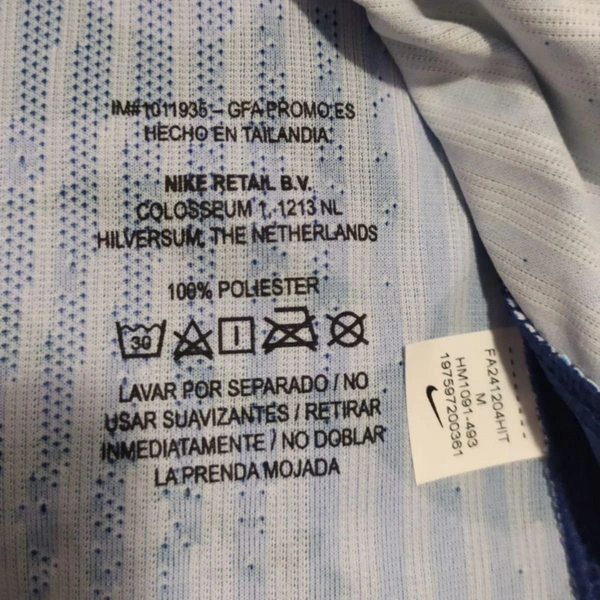 IM#1011935 – GFA PROMO ES
HECHO EN TAILANDIA
NIKE RETAIL B.V.
COLOSSEUM 1, 1213 NL
HILVERSUM, THE NETHERLANDS
100% POLIESTER
30
LAVAR POR SEPARADO / NO
USAR SUAVIZANTES / RETIRAR
INMEDIATAMENTE / NO DOBLAR
LA PRENDA MOJADA
FA241204HIT
M
HM1091-493
197597200361